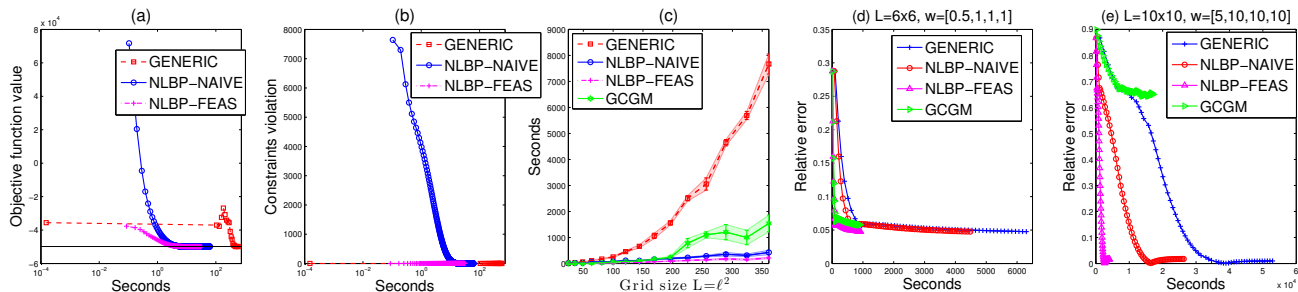 (a)
x 10^4
8
6
4
2
0
−2
−4
−6
10^−4
10^−2
10^0
10^2
Objective function value
Seconds
GENERIC
NLBP−NAIVE
NLBP−FEAS
(b)
8000
7000
6000
5000
4000
3000
2000
1000
0
10^−4
10^−2
10^0
10^2
Constraints violation
Seconds
GENERIC
NLBP−NAIVE
NLBP−FEAS
(c)
9000
8000
7000
6000
5000
4000
3000
2000
1000
0
50
100
150
200
250
300
350
Seconds
Grid size L=ℓ^2
GENERIC
NLBP−NAIVE
NLBP−FEAS
GCGM
(d) L=6x6, w=[0.5,1,1,1]
0.35
0.3
0.25
0.2
0.15
0.1
0.05
0
0
1000
2000
3000
4000
5000
6000
Relative error
Seconds
GENERIC
NLBP−NAIVE
NLBP−FEAS
GCGM
(e) L=10x10, w=[5,10,10,10]
0.9
0.8
0.7
0.6
0.5
0.4
0.3
0.2
0.1
0
0
1
2
3
4
5
6
x 10^4
Relative error
Seconds
GENERIC
NLBP−NAIVE
NLBP−FEAS
GCGM